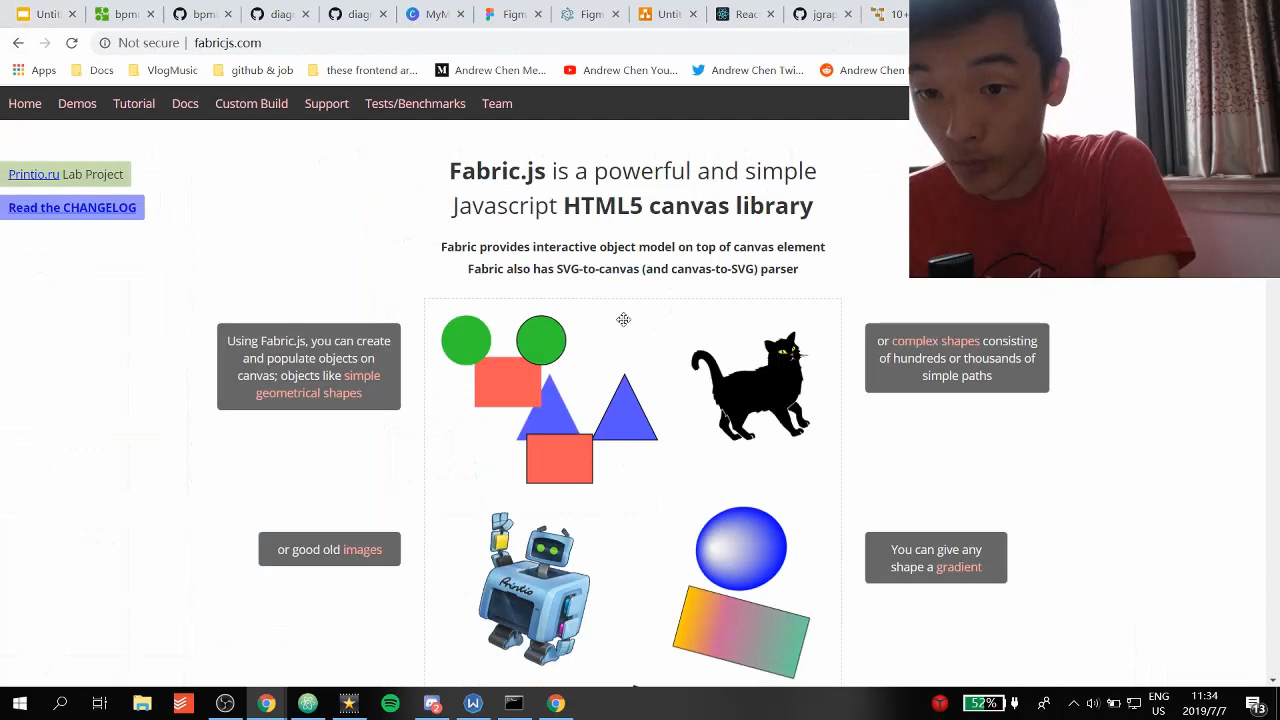 Untit
bpm
bpm
diag
diag
MyM
Figm
Figm
Untit
Reac
jgrap
10+
Not secure
fabricjs.com
Apps
Docs
VlogMusic
github & job
these frontend ar...
Andrew Chen Me...
Andrew Chen You...
Andrew Chen Twi...
Andrew Chen
Home
Demos
Tutorial
Docs
Custom Build
Support
Tests/Benchmarks
Team
Printio.ru Lab Project
Read the CHANGELOG
Fabric.js is a powerful and simple
Javascript HTML5 canvas library
Fabric provides interactive object model on top of canvas element
Fabric also has SVG-to-canvas (and canvas-to-SVG) parser
Using Fabric.js, you can create
and populate objects on
canvas; objects like simple
geometrical shapes
or complex shapes consisting
of hundreds or thousands of
simple paths
or good old images
Printio
You can give any
shape a gradient
52%
ENG
US
11:34
2019/7/7
13